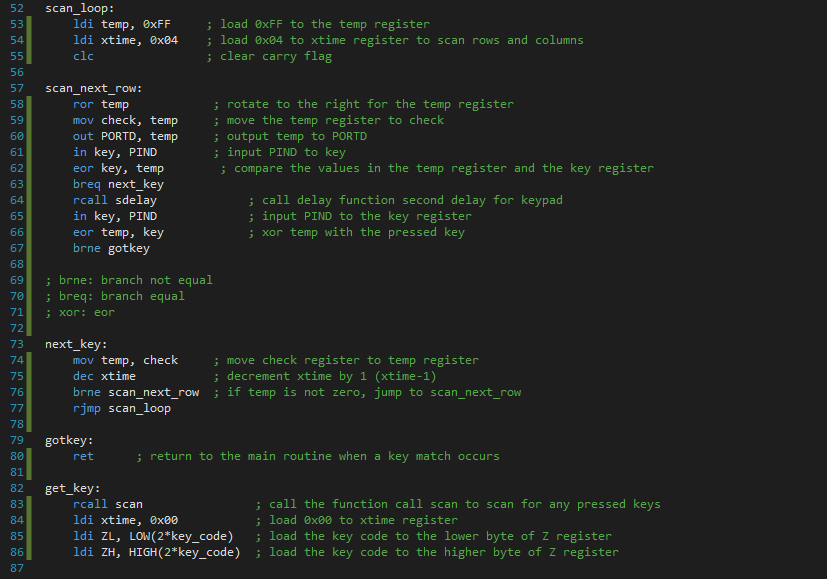 52 scan_loop:
53 ldi temp, 0xFF ; load 0xFF to the temp register
54 ldi xtime, 0x04 ; load 0x04 to xtime register to scan rows and columns
55 clc ; clear carry flag
56
57 scan_next_row:
58 ror temp ; rotate to the right for the temp register
59 mov check, temp ; move the temp register to check
60 out PORTD, temp ; output temp to PORTD
61 in key, PIND ; input PIND to key
62 eor key, temp ; compare the values in the temp register and the key register
63 breq next_key
64 rcall sdelay ; call delay function second delay for keypad
65 in key, PIND ; input PIND to the key register
66 eor temp, key ; xor temp with the pressed key
67 brne gotkey
68
69 ; brne: branch not equal
70 ; breq: branch equal
71 ; xor: eor
72
73 next_key:
74 mov temp, check ; move check register to temp register
75 dec xtime ; decrement xtime by 1 (xtime-1)
76 brne scan_next_row ; if temp is not zero, jump to scan_next_row
77 rjmp scan_loop
78
79 gotkey:
80 ret ; return to the main routine when a key match occurs
81
82 get_key:
83 rcall scan ; call the function call scan to scan for any pressed keys
84 ldi xtime, 0x00 ; load 0x00 to xtime register
85 ldi ZL, LOW(2*key_code) ; load the key code to the lower byte of Z register
86 ldi ZH, HIGH(2*key_code) ; load the key code to the higher byte of Z register
87